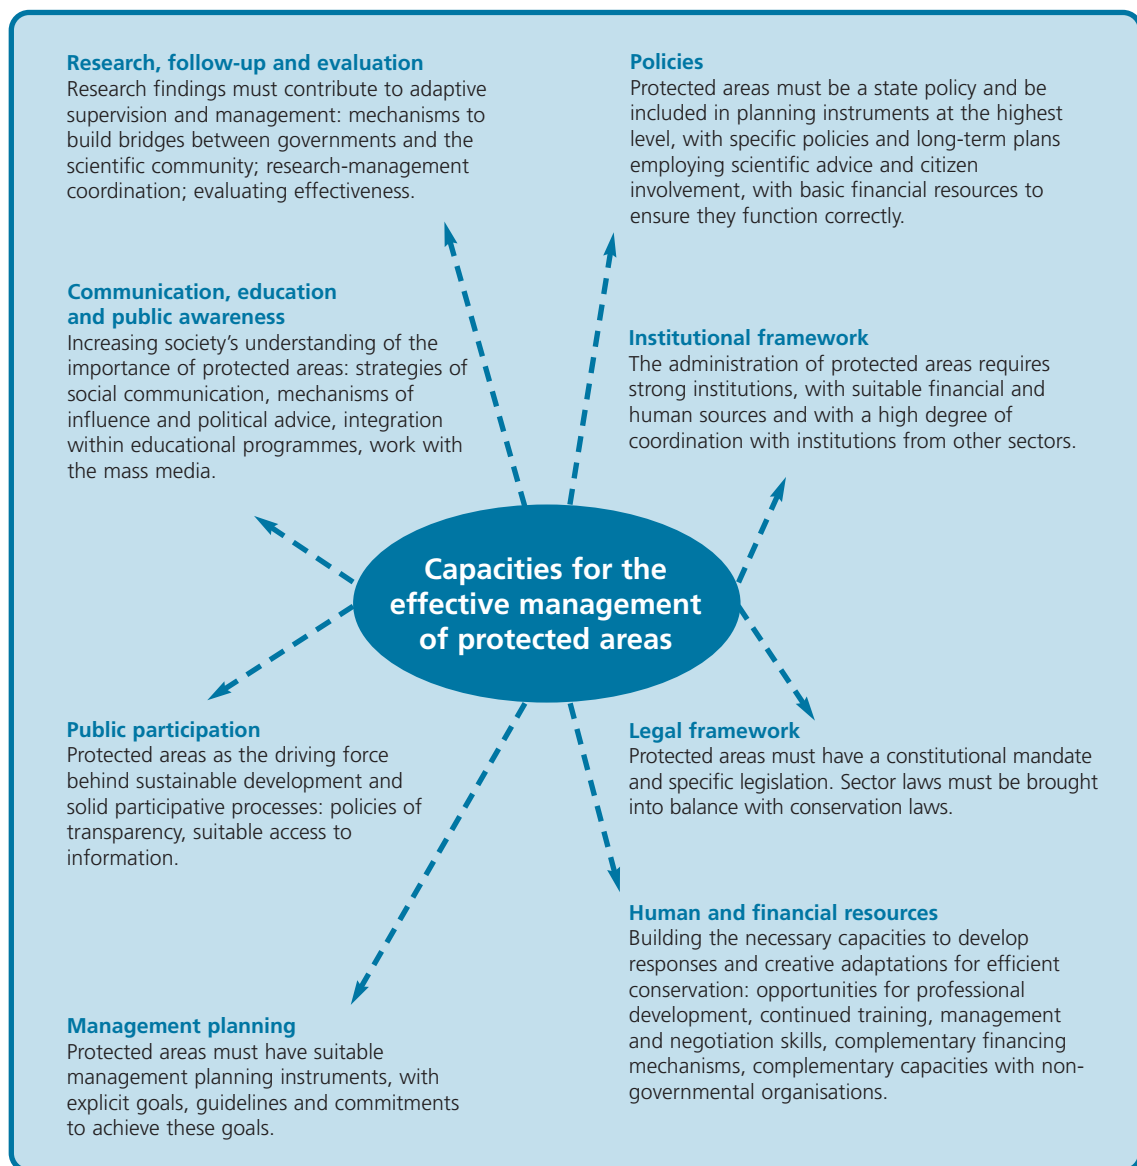 Research, follow-up and evaluation
Research findings must contribute to adaptive
supervision and management: mechanisms to
build bridges between governments and the
scientific community; research-management
coordination; evaluating effectiveness.
Policies
Protected areas must be a state policy and be
included in planning instruments at the highest
level, with specific policies and long-term plans
employing scientific advice and citizen
involvement, with basic financial resources to
ensure they function correctly.
Communication, education
and public awareness
Increasing society’s understanding of the
importance of protected areas: strategies of
social communication, mechanisms of
influence and political advice, integration
within educational programmes, work with
the mass media.
Institutional framework
The administration of protected areas requires
strong institutions, with suitable financial and
human sources and with a high degree of
coordination with institutions from other sectors.
Capacities for the
effective management
of protected areas
Public participation
Protected areas as the driving force
behind sustainable development and
solid participative processes: policies of
transparency, suitable access to
information.
Legal framework
Protected areas must have a constitutional mandate
and specific legislation. Sector laws must be brought
into balance with conservation laws.
Management planning
Protected areas must have suitable
management planning instruments, with
explicit goals, guidelines and commitments
to achieve these goals.
Human and financial resources
Building the necessary capacities to develop
responses and creative adaptations for efficient
conservation: opportunities for professional
development, continued training, management
and negotiation skills, complementary financing
mechanisms, complementary capacities with non-
governmental organisations.